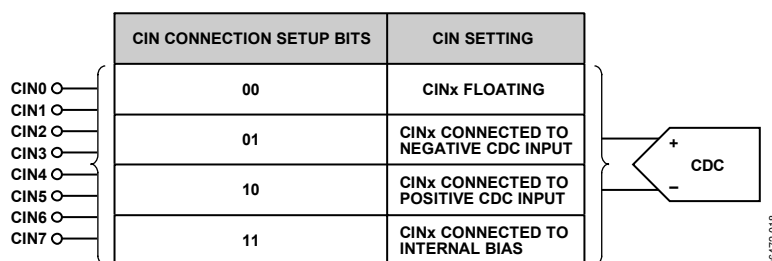 CIN CONNECTION SETUP BITS
CIN SETTING
CIN0
CIN1
CIN2
CIN3
CIN4
CIN5
CIN6
CIN7
00
CINx FLOATING
01
CINx CONNECTED TO
NEGATIVE CDC INPUT
10
CINx CONNECTED TO
POSITIVE CDC INPUT
11
CINx CONNECTED TO
INTERNAL BIAS
+
–
CDC